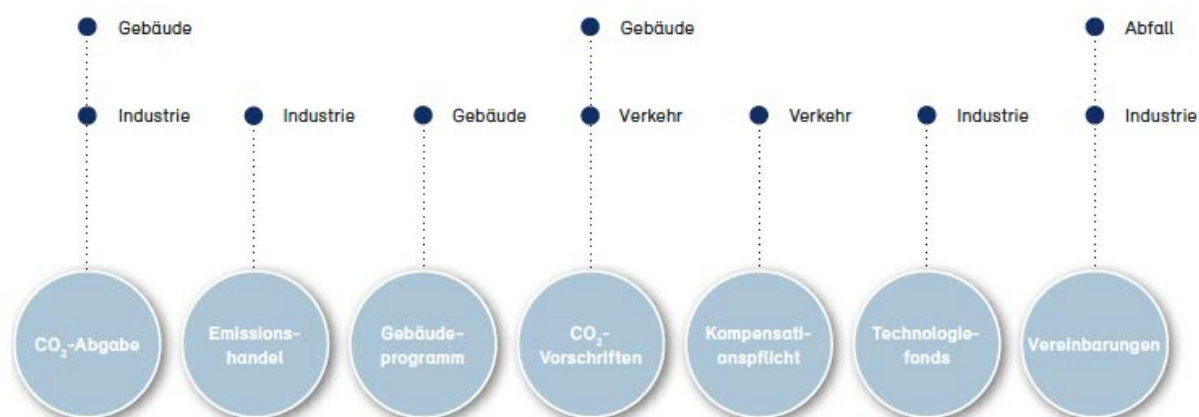 Gebäude
Gebäude
Abfall
Industrie
Industrie
Gebäude
Verkehr
Verkehr
Industrie
Industrie
CO₂-Abgabe
Emissions-
handel
Gebäude-
programm
CO₂-
Vorschriften
Kompensati-
onspflicht
Technologie-
fonds
Vereinbarungen